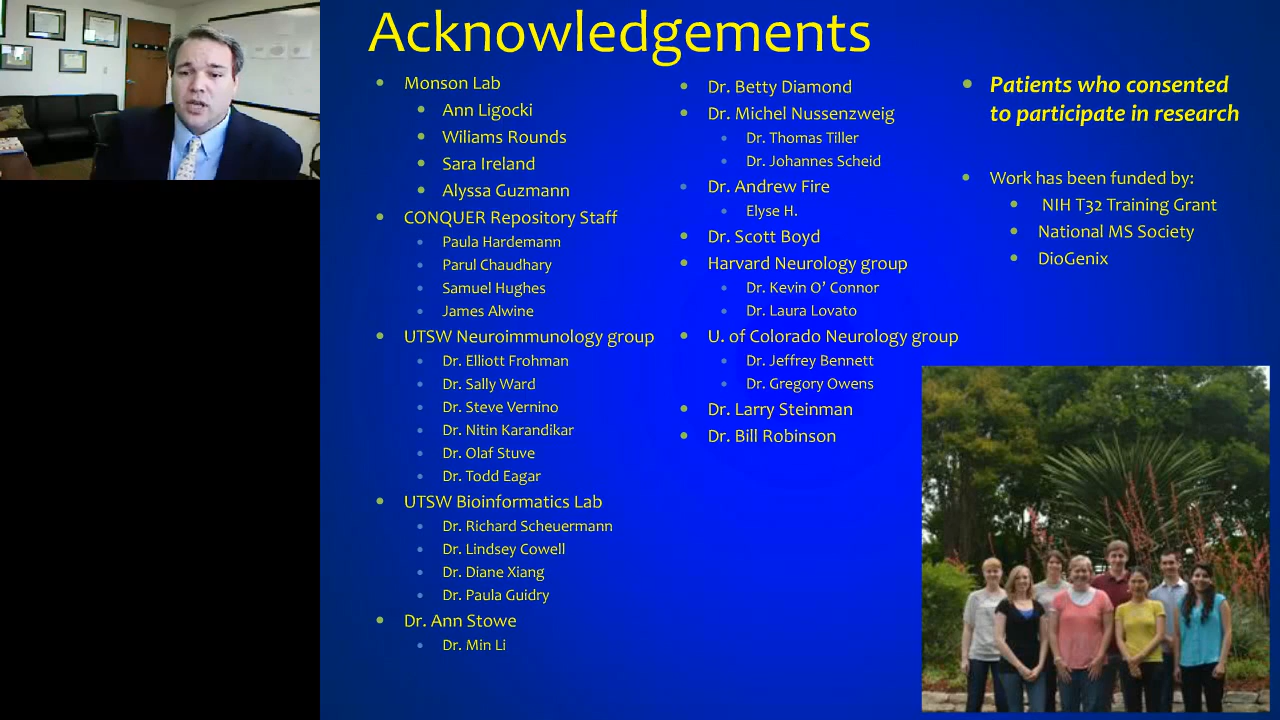 Acknowledgements
Monson Lab
Ann Ligocki
Wiliams Rounds
Sara Ireland
Alyssa Guzmann
CONQUER Repository Staff
Paula Hardemann
Parul Chaudhary
Samuel Hughes
James Alwine
UTSW Neuroimmunology group
Dr. Elliott Frohman
Dr. Sally Ward
Dr. Steve Vernino
Dr. Nitin Karandikar
Dr. Olaf Stuve
Dr. Todd Eagar
UTSW Bioinformatics Lab
Dr. Richard Scheuermann
Dr. Lindsey Cowell
Dr. Diane Xiang
Dr. Paula Guidry
Dr. Ann Stowe
Dr. Min Li
Dr. Betty Diamond
Dr. Michel Nussenzweig
Dr. Thomas Tiller
Dr. Johannes Scheid
Dr. Andrew Fire
Elyse H.
Dr. Scott Boyd
Harvard Neurology group
Dr. Kevin O’ Connor
Dr. Laura Lovato
U. of Colorado Neurology group
Dr. Jeffrey Bennett
Dr. Gregory Owens
Dr. Larry Steinman
Dr. Bill Robinson
Patients who consented
to participate in research
Work has been funded by:
NIH T32 Training Grant
National MS Society
DioGenix